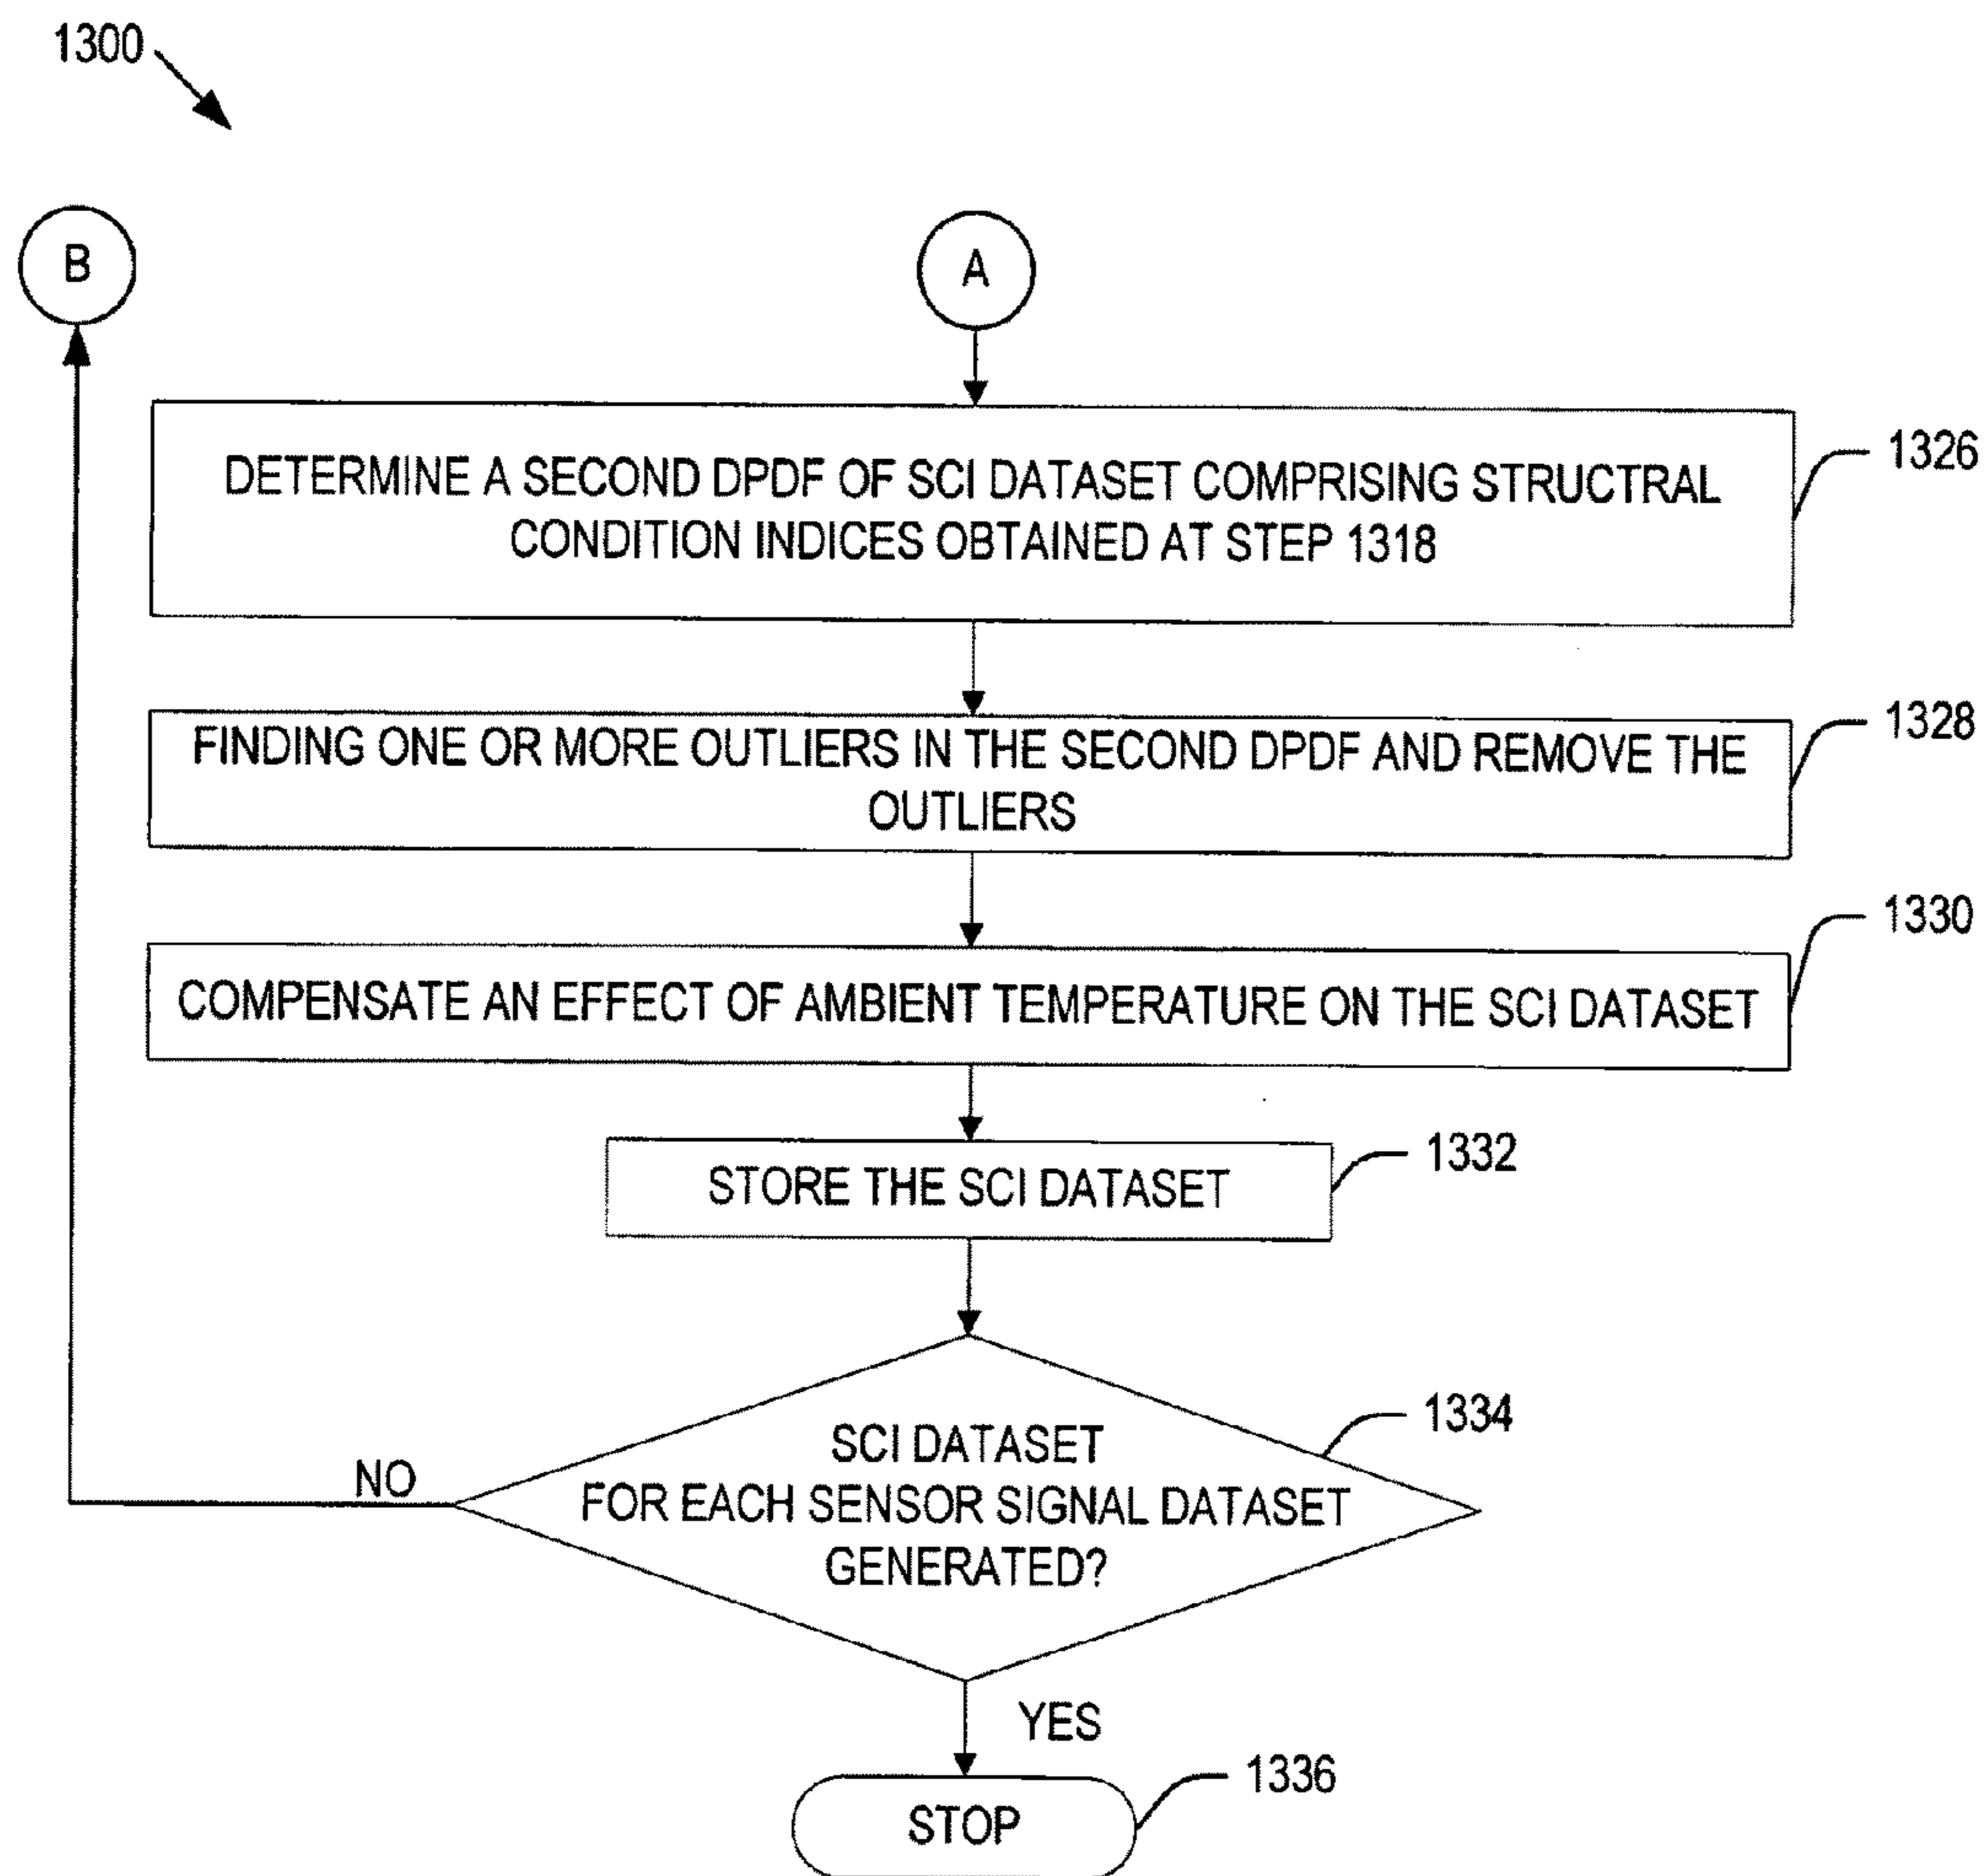 1300
B
A
DETERMINE A SECOND DPDF OF SCI DATASET COMPRISING STRUCTRAL
CONDITION INDICES OBTAINED AT STEP 1318
1326
FINDING ONE OR MORE OUTLIERS IN THE SECOND DPDF AND REMOVE THE
OUTLIERS
1328
COMPENSATE AN EFFECT OF AMBIENT TEMPERATURE ON THE SCI DATASET
1330
STORE THE SCI DATASET
1332
SCI DATASET
FOR EACH SENSOR SIGNAL DATASET
GENERATED?
1334
NO
YES
STOP
1336